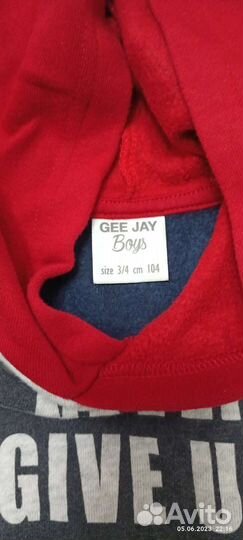 GEE JAY
Boys
size 3/4 cm 104
GIVE U
Avito
05.06.2023 22:16